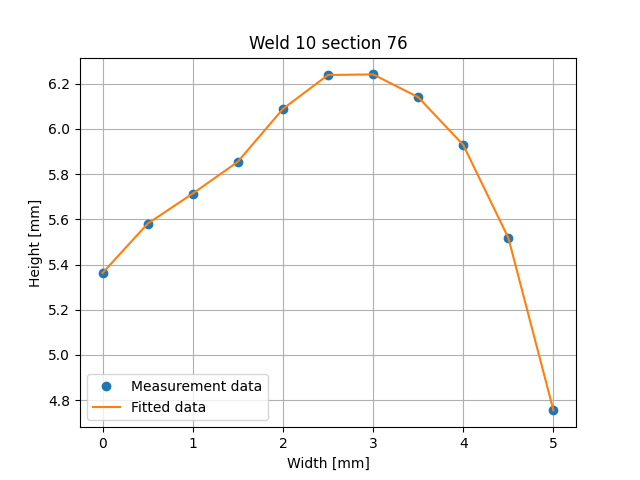 Weld 10 section 76
Height [mm]
6.2
6.0
5.8
5.6
5.4
5.2
5.0
4.8
Measurement data
Fitted data
0 1 2 3 4 5
Width [mm]